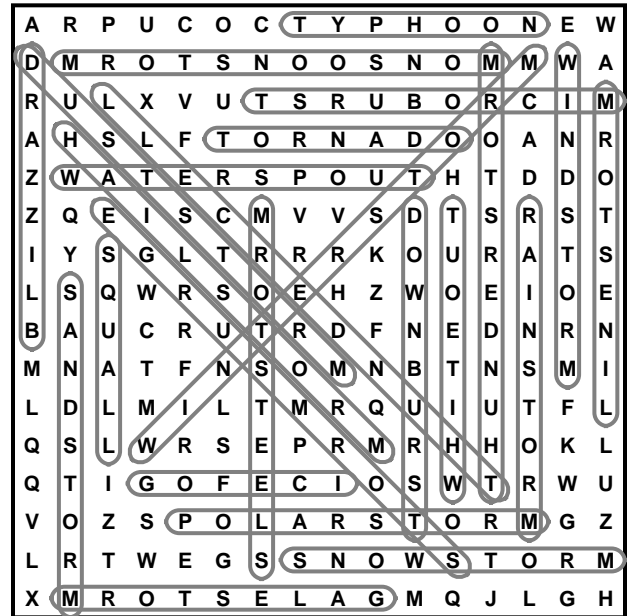 A R P U C O C T Y P H O O N E W
D M R O T S N O O S N O M M W A
R U L X V U T S R U B O R C I M
A H S L F T O R N A D O O A N R
Z W A T E R S P O U T H T D D O
Z Q E I S C M V V S D T S R S T
I Y S G L T R R R K O U R A T S
L S Q W R S O E H Z W O E I O E
B A U C R U T R D F N E D N R N
M N A T F N S O M N B T N S M I
L D L M I L T M R Q U I U T F L
Q S L W R S E P R M R H H O K L
Q T I G O F E C I O S W T R W U
V O Z S P O L A R S T O R M G Z
L R T W E G S S N O W S T O R M
X M R O T S E L A G M Q J L G H